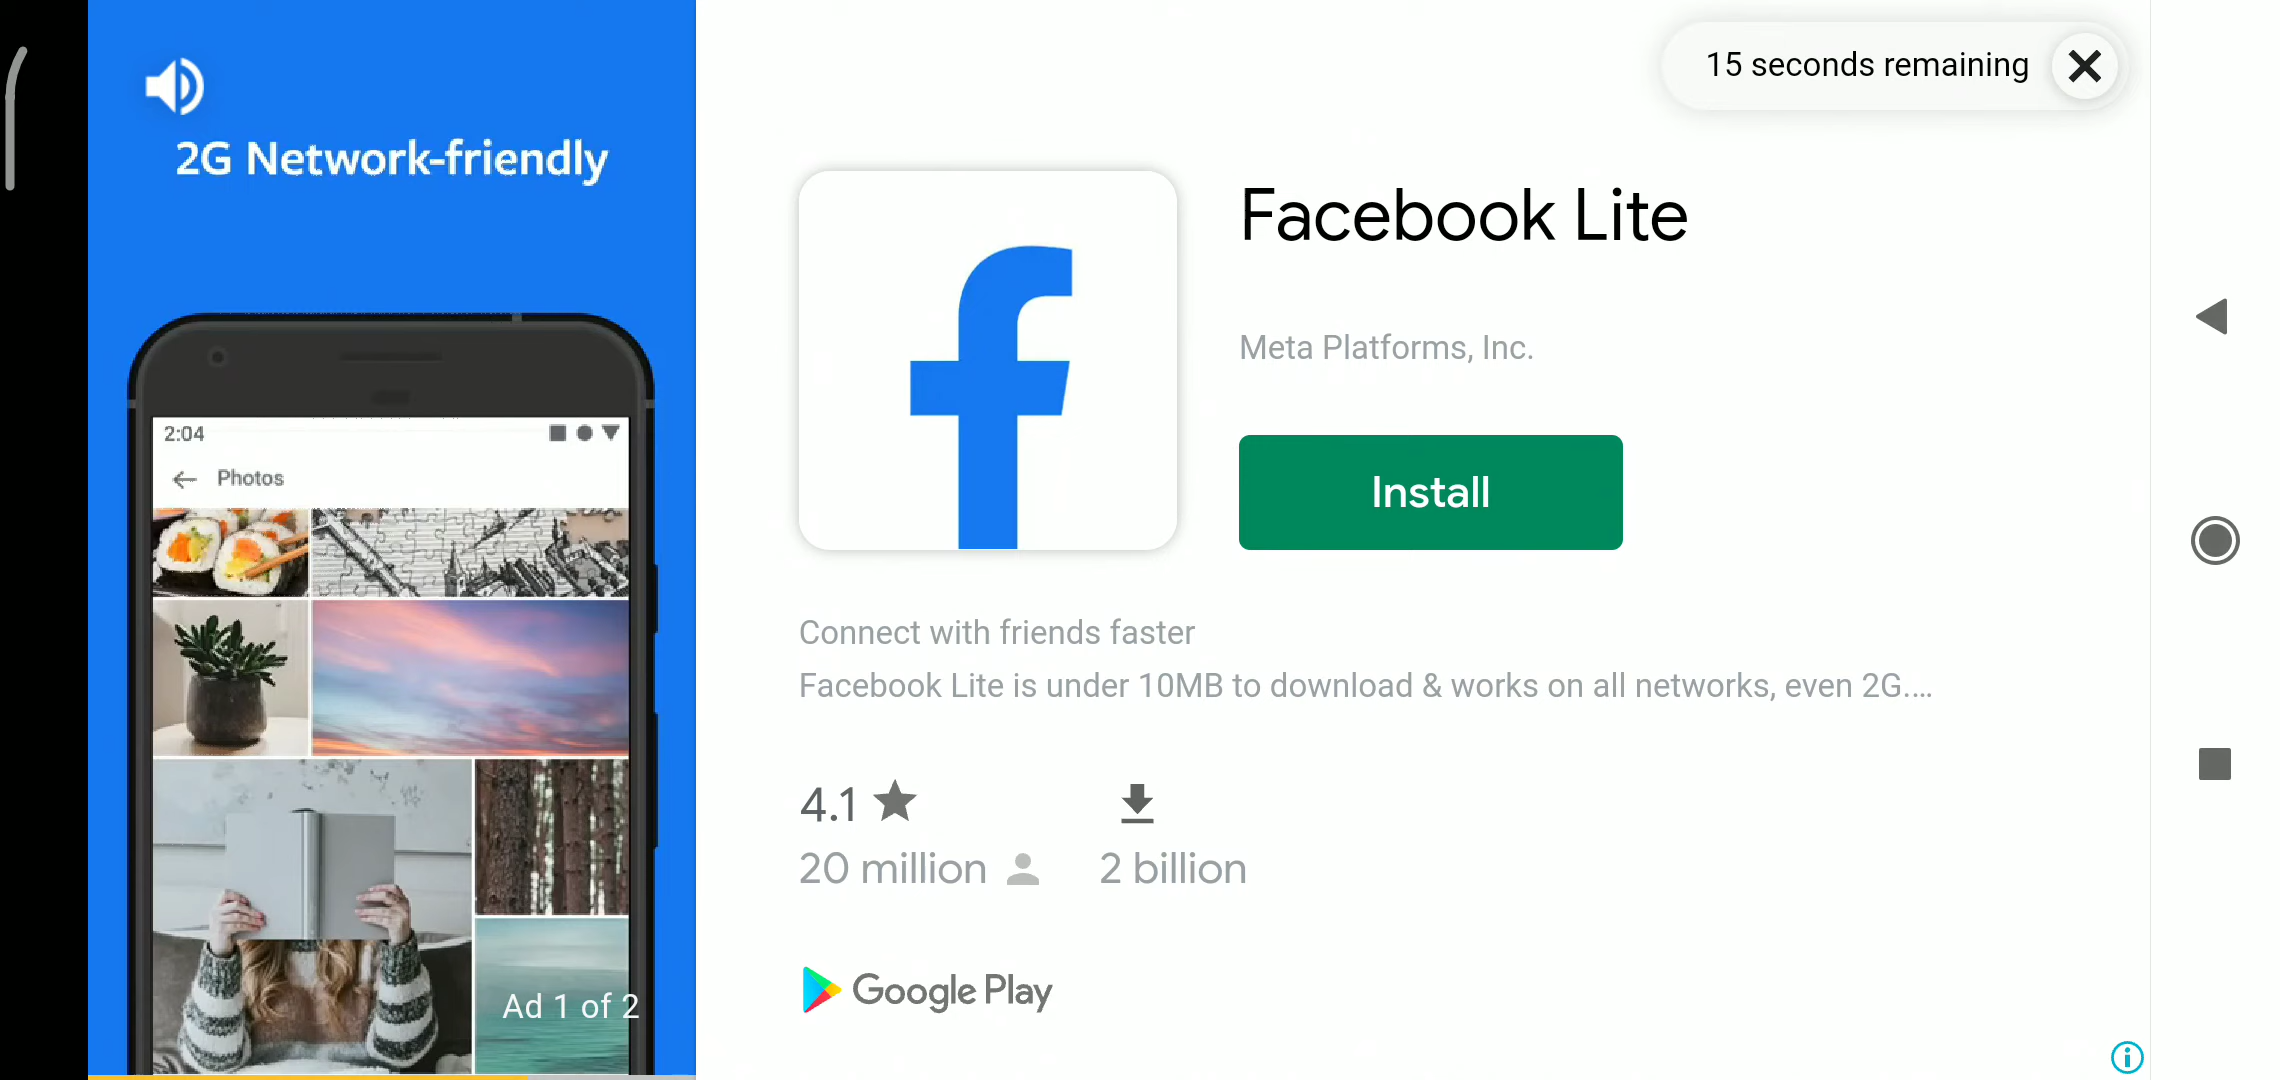 2G Network-friendly
2:04
Photos
Ad 1 of 2
15 seconds remaining
Facebook Lite
Meta Platforms, Inc.
Install
Connect with friends faster
Facebook Lite is under 10MB to download & works on all networks, even 2G....
4.1
20 million
2 billion
Google Play